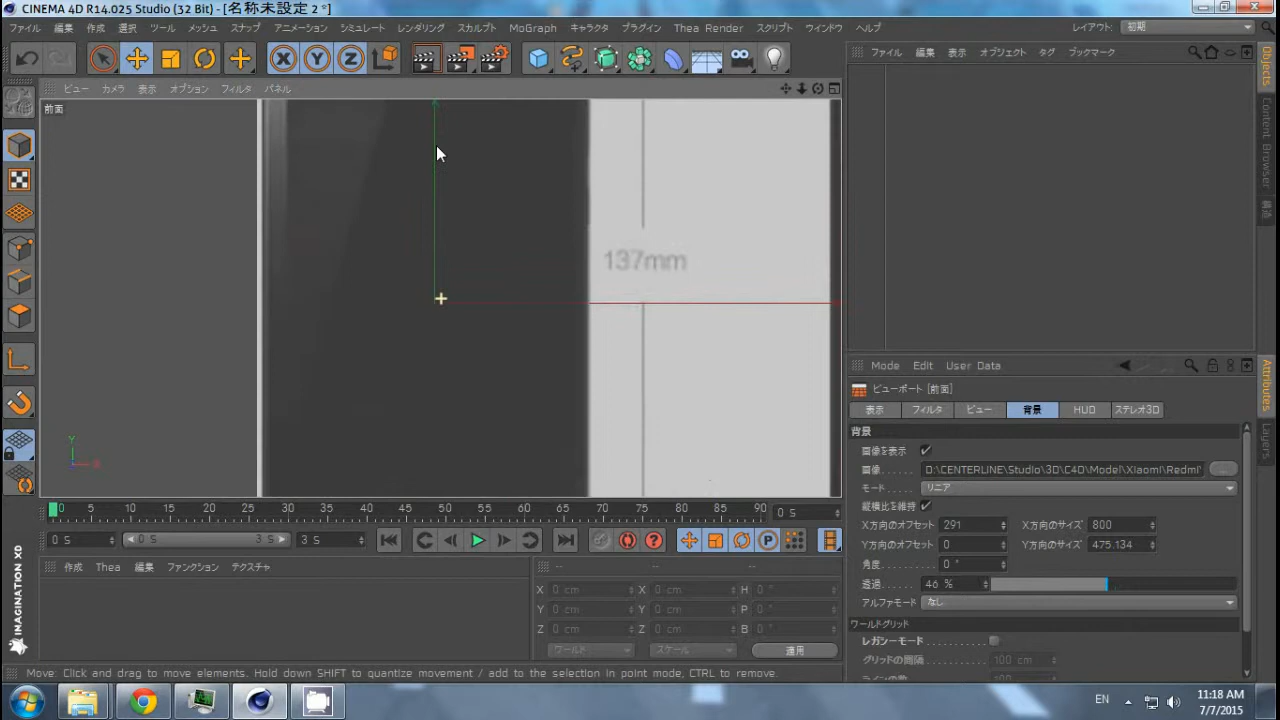 CINEMA 4D R14.025 Studio (32 Bit) - [名称未設定 2 *]
ファイル 編集 作成 選択 ツール メッシュ スナップ アニメーション シミュレート レンダリング スカルプト MoGraph キャラクタ プラグイン Thea Render スクリプト ウインドウ ヘルプ
レイアウト: 初期
ファイル 編集 表示 オブジェクト タグ ブックマーク
ビュー カメラ 表示 オプション フィルタ パネル
前面
137mm
Y
X
Objects
Content Browser
構造
Mode Edit User Data
ビューポート [前面]
表示 フィルタ ビュー 背景 HUD ステレオ3D
背景
画像を表示
画像 D:\CENTERLINE\Studio\3D\C4D\Model\Xiaomi\Redmi\
モード リニア
縦横比を維持
X方向のオフセット 291 X方向のサイズ 800
Y方向のオフセット 0 Y方向のサイズ 475.134
角度 0 °
透過 46 %
アルファモード なし
ワールドグリッド
レガシーモード
グリッドの間隔 100 cm
Attributes
Layers
0 5 10 15 20 25 30 35 40 45 50 55 60 65 70 75 80 85 90 0 S
0 S 0 S 3 S 3 S
作成 Thea 編集 ファンクション テクスチャ
-- -- --
X 0 cm X 0 cm H 0 °
Y 0 cm Y 0 cm P 0 °
Z 0 cm Z 0 cm B 0 °
ワールド スケール 適用
IMAGINATION X0
Move: Click and drag to move elements. Hold down SHIFT to quantize movement / add to the selection in point mode, CTRL to remove.
EN
11:18 AM
7/7/2015